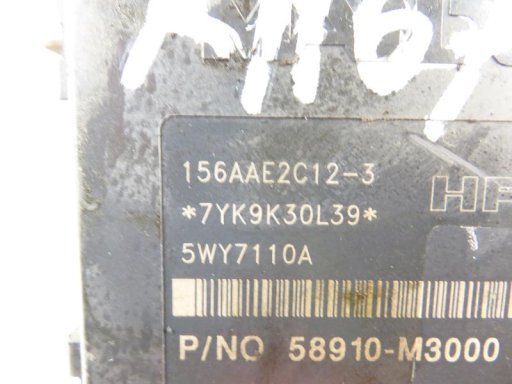 156AAE2C12-3
*7YK9K30L39*
5WY7110A
P/NO 58910-M3000